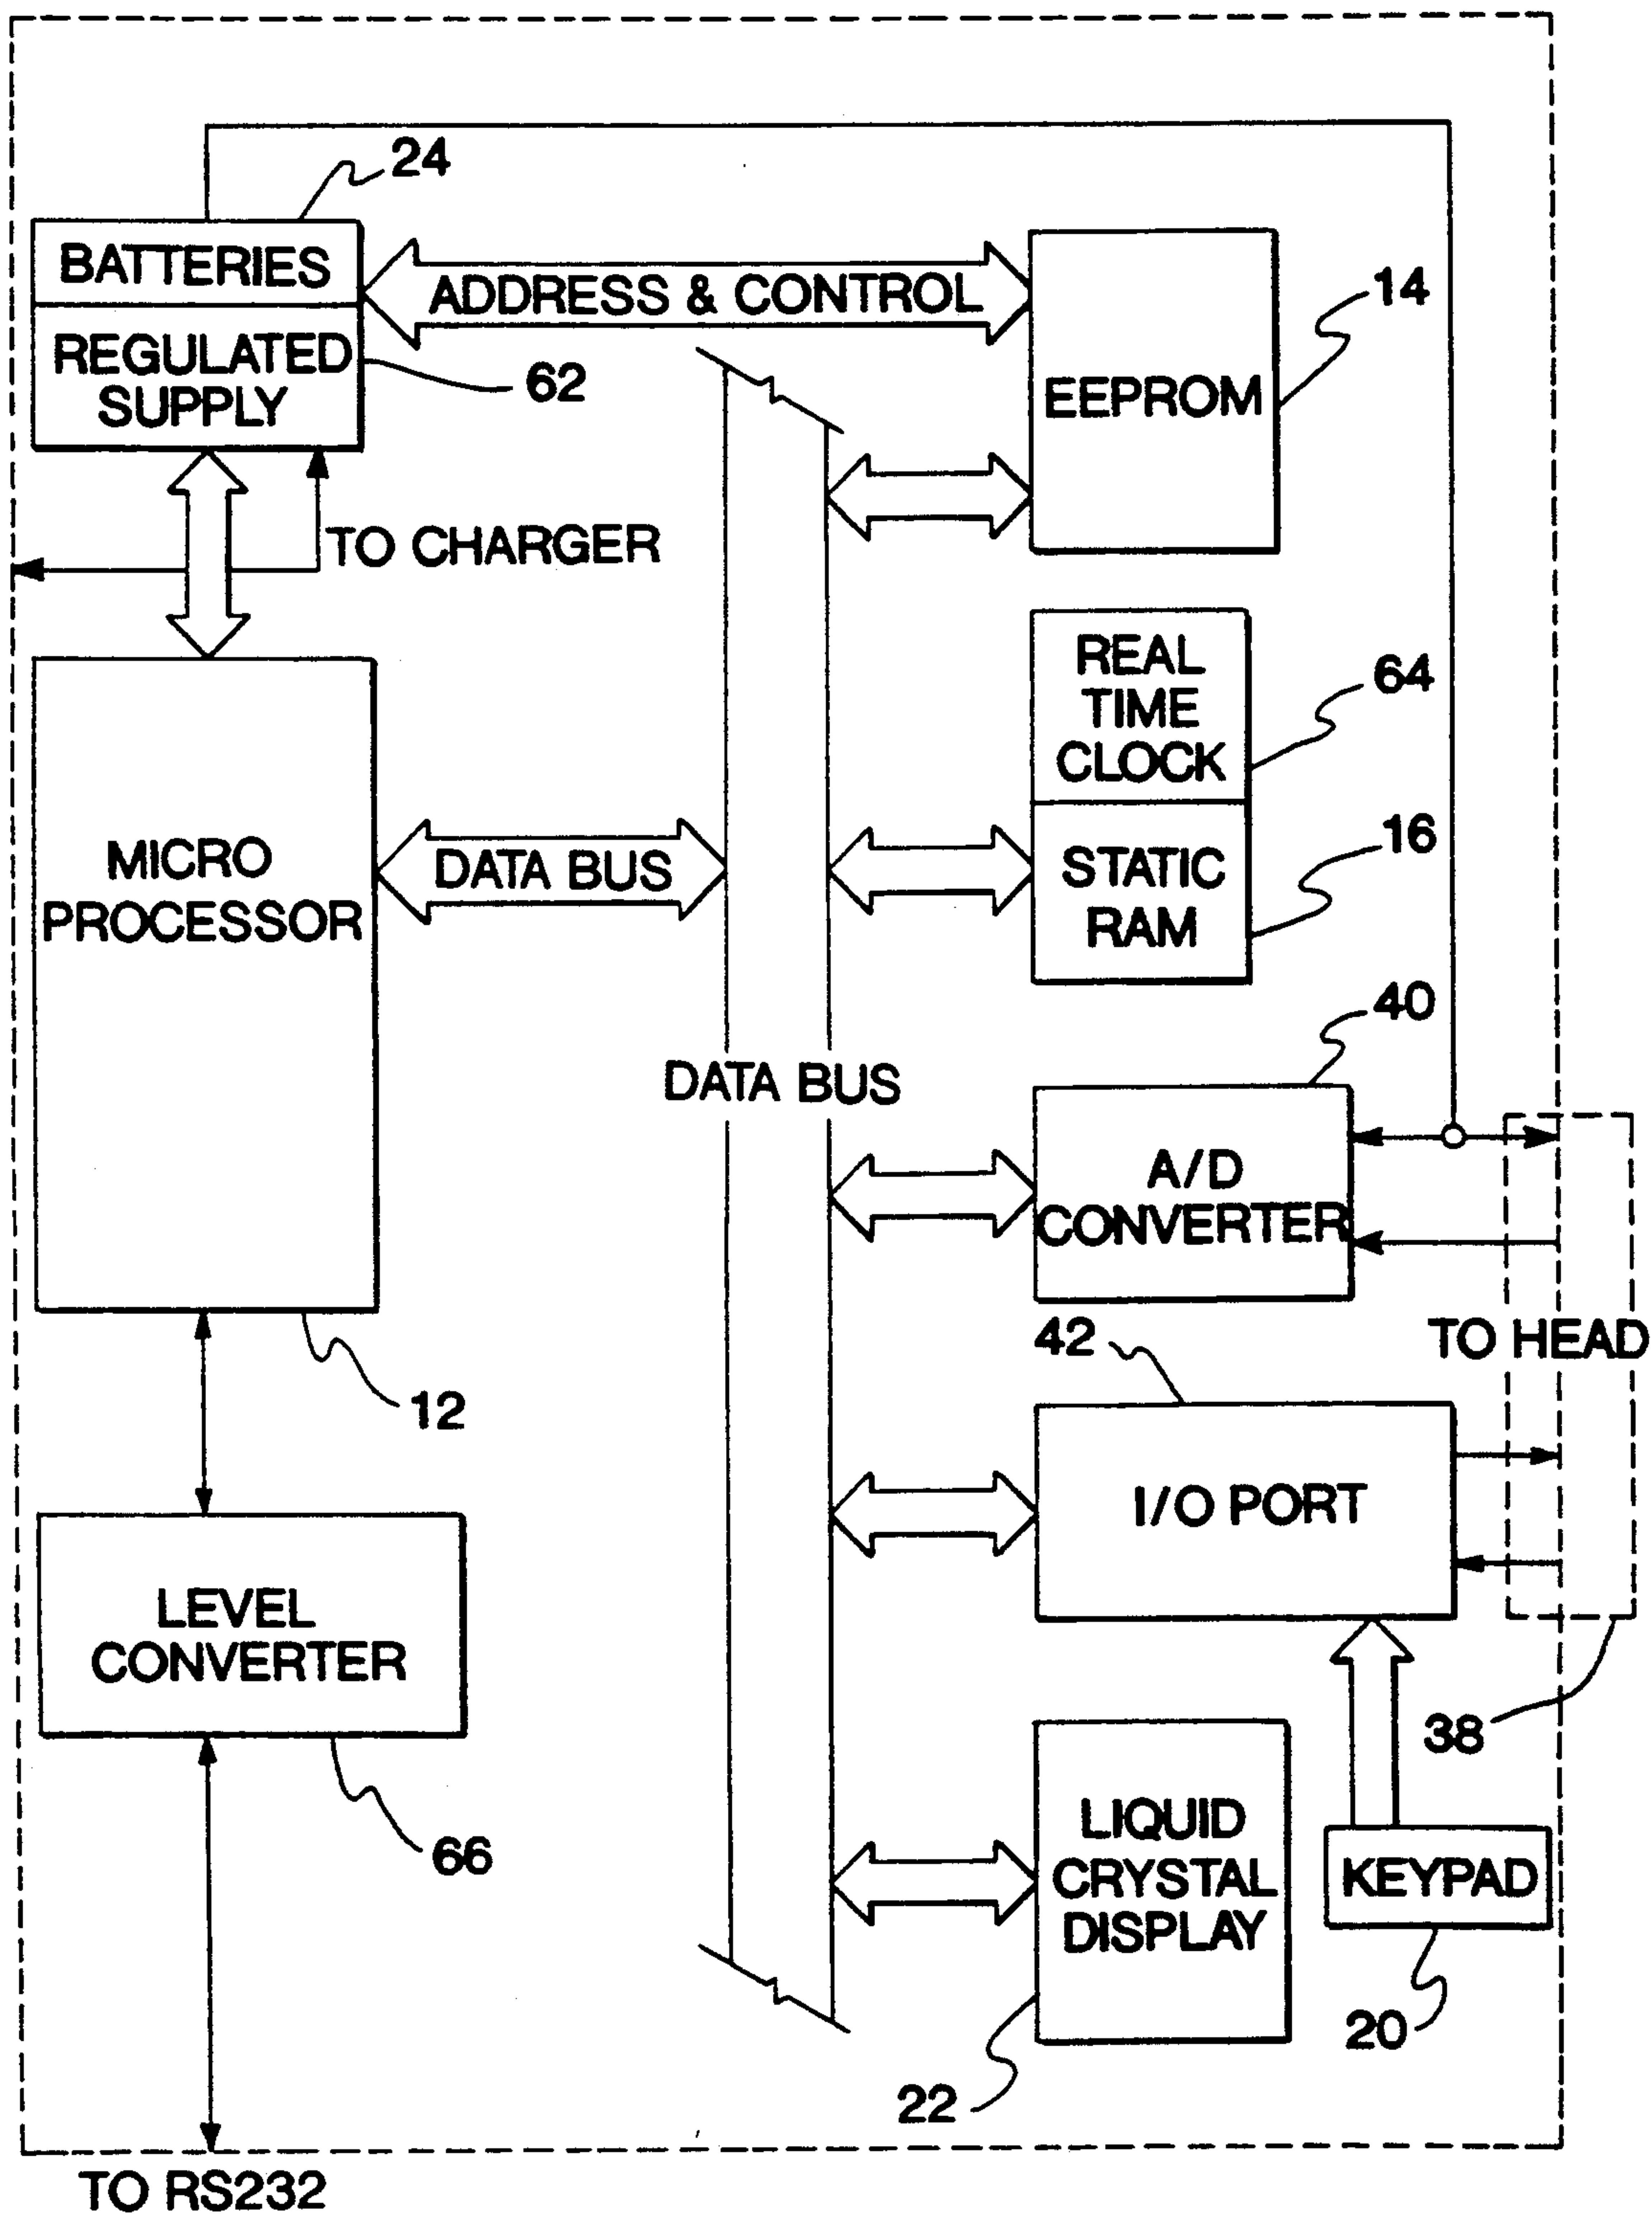 24
BATTERIES
ADDRESS & CONTROL
14
REGULATED
SUPPLY
62
EEPROM
TO CHARGER
REAL
TIME
CLOCK
64
MICRO
PROCESSOR
DATA BUS
STATIC
RAM
16
40
DATA BUS
A/D
CONVERTER
TO HEAD
42
12
I/O PORT
LEVEL
CONVERTER
38
66
LIQUID
CRYSTAL
DISPLAY
KEYPAD
20
22
TO RS232